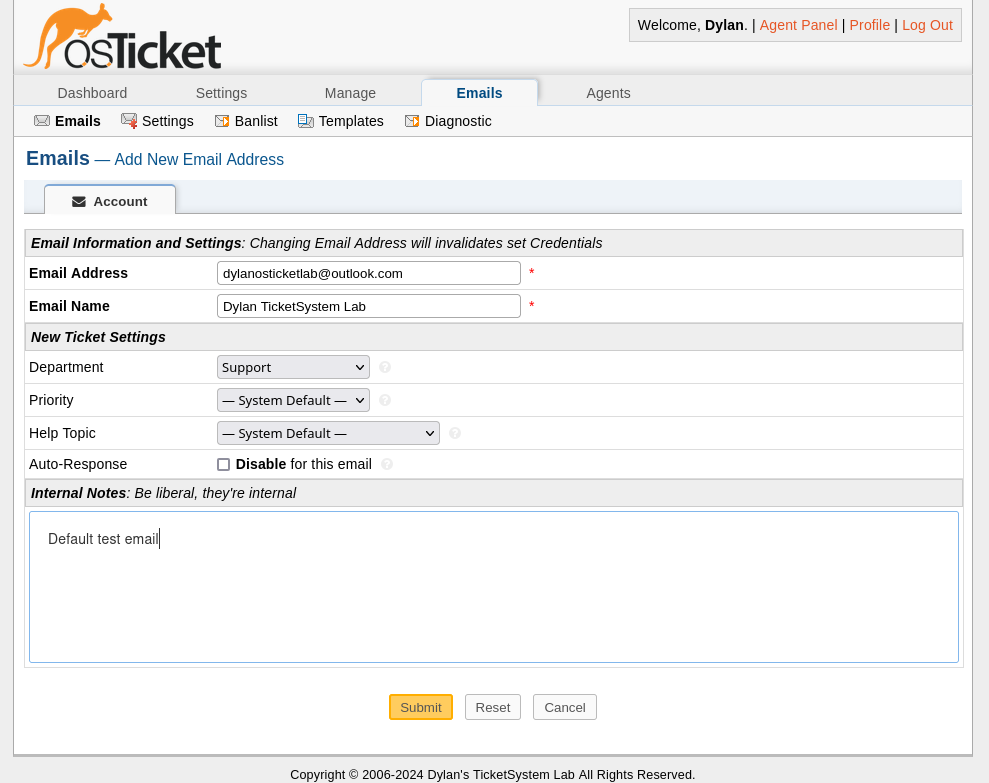 osTicket
Welcome, Dylan. | Agent Panel | Profile | Log Out
Dashboard Settings Manage Emails Agents
Emails Settings Banlist Templates Diagnostic
Emails — Add New Email Address
Account
Email Information and Settings: Changing Email Address will invalidates set Credentials
Email Address dylanosticketlab@outlook.com *
Email Name Dylan TicketSystem Lab *
New Ticket Settings
Department Support ?
Priority — System Default — ?
Help Topic — System Default — ?
Auto-Response Disable for this email ?
Internal Notes: Be liberal, they're internal
Default test email
Submit Reset Cancel
Copyright © 2006-2024 Dylan's TicketSystem Lab All Rights Reserved.